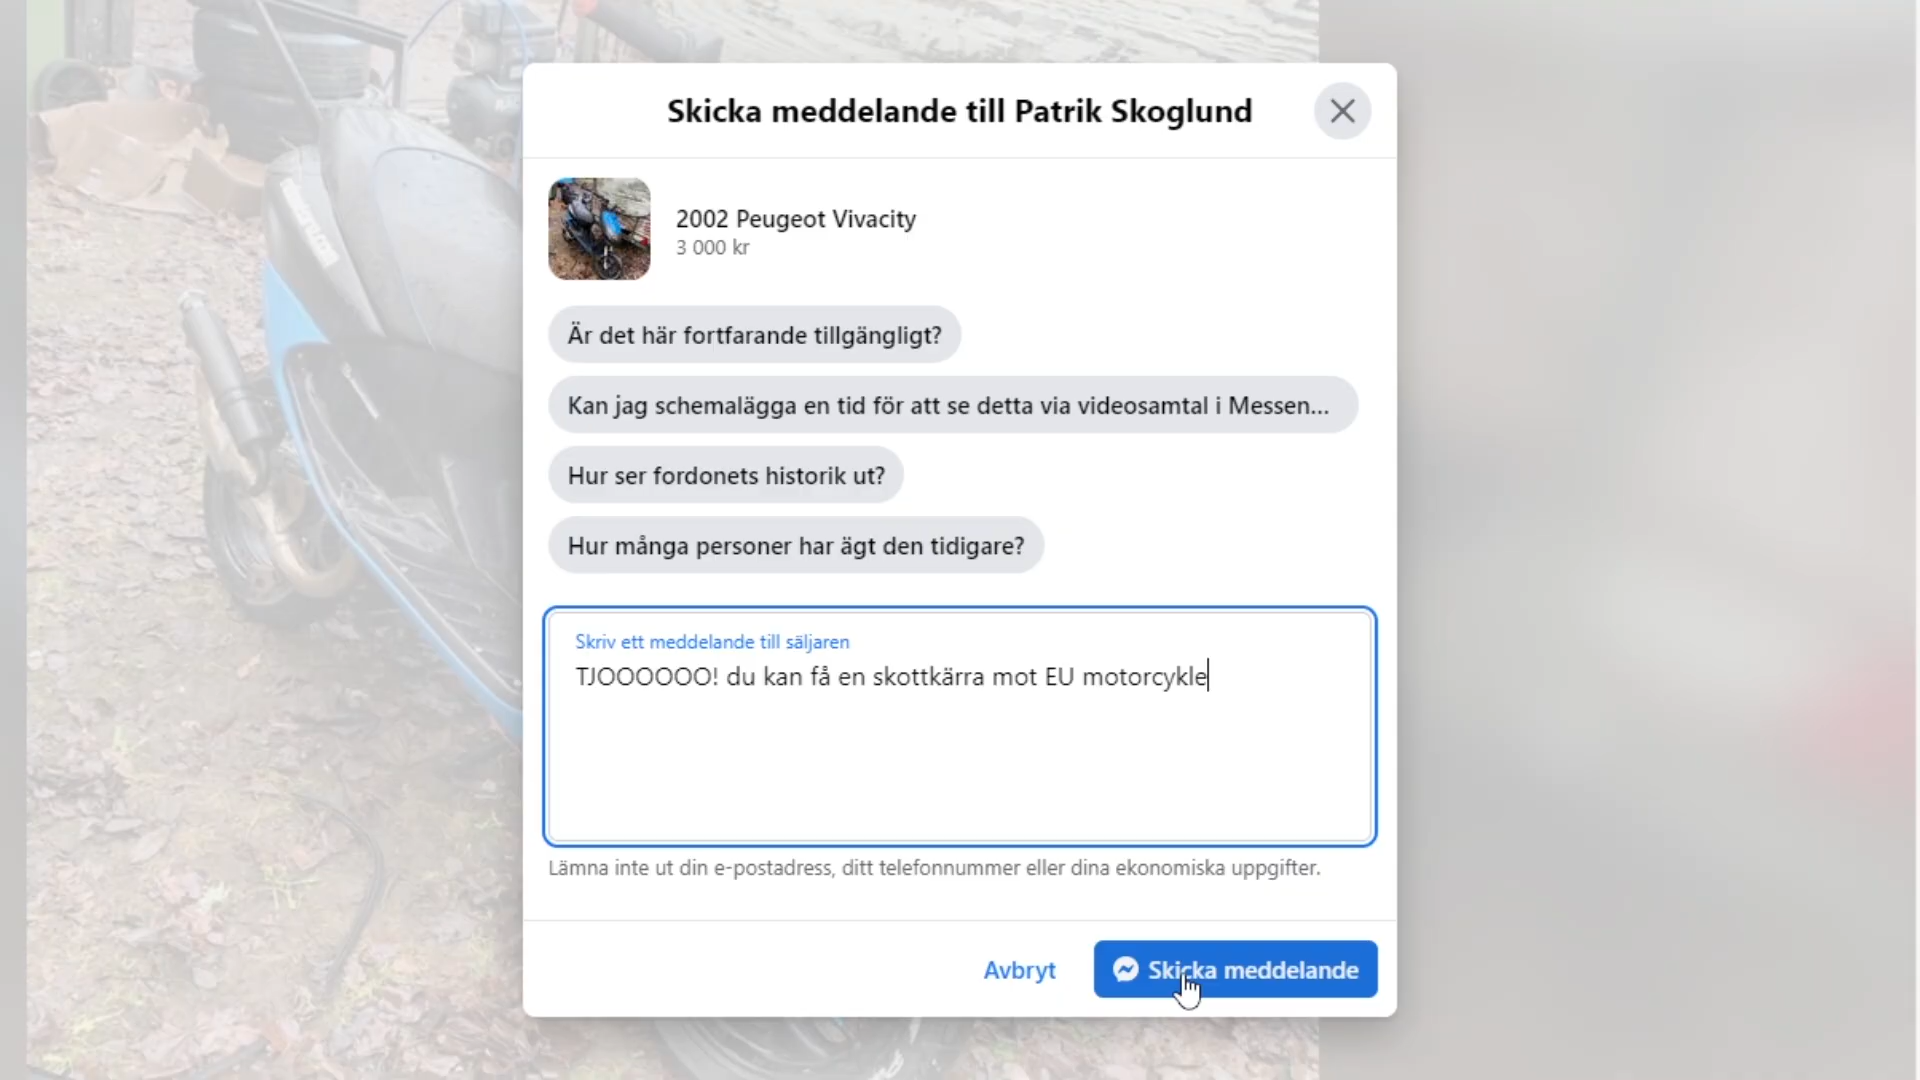 Skicka meddelande till Patrik Skoglund
2002 Peugeot Vivacity
3 000 kr
Är det här fortfarande tillgängligt?
Kan jag schemalägga en tid för att se detta via videosamtal i Messen...
Hur ser fordonets historik ut?
Hur många personer har ägt den tidigare?
Skriv ett meddelande till säljaren
TJOOOOOO! du kan få en skottkärra mot EU motorcykle
Lämna inte ut din e-postadress, ditt telefonnummer eller dina ekonomiska uppgifter.
Avbryt
Skicka meddelande